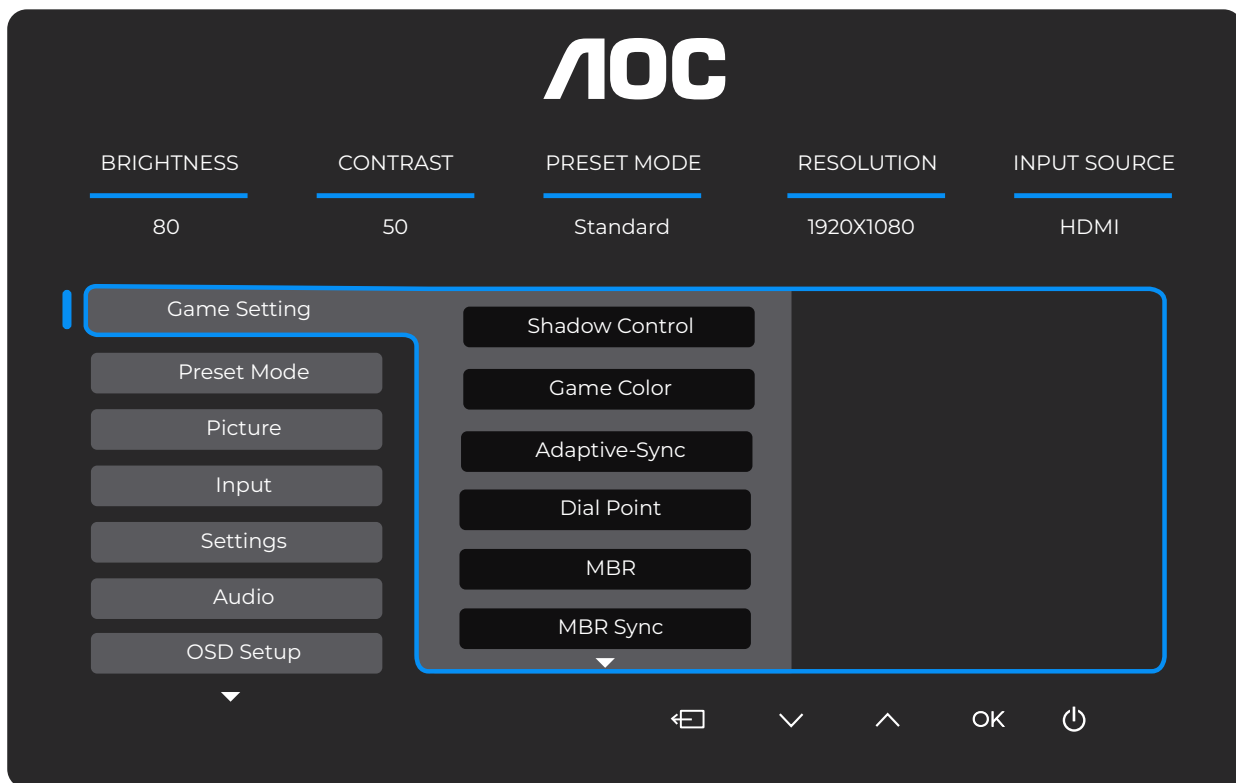 AOC
BRIGHTNESS CONTRAST PRESET MODE RESOLUTION INPUT SOURCE
80 50 Standard 1920X1080 HDMI
Game Setting
Preset Mode
Picture
Input
Settings
Audio
OSD Setup
Shadow Control
Game Color
Adaptive-Sync
Dial Point
MBR
MBR Sync
OK